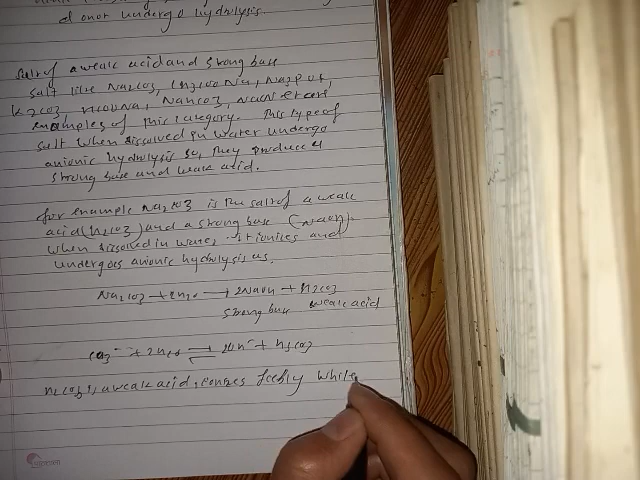 donot undergo hydrolysis.
Salt of a weak acid and strong base
Salt like Na2CO3, CH3COONa, Na3PO4,
K2CO3, HCOONa, NaHCO3, NaCN etc are
examples of this category. This type of
salt when dissolved in water undergo
anionic hydrolysis so, they produce a
strong base and weak acid.
for example Na2CO3 is the salt of a weak
acid (H2CO3) and a strong base (NaOH).
When dissolved in water it ionises and
undergoes anionic hydrolysis as,
Na2CO3 + 2H2O → 2NaOH + H2CO3
strong base weak acid
CO3-- + 2H2O ⇌ 2OH- + H2CO3
H2CO3, a weak acid, ionizes feebly while